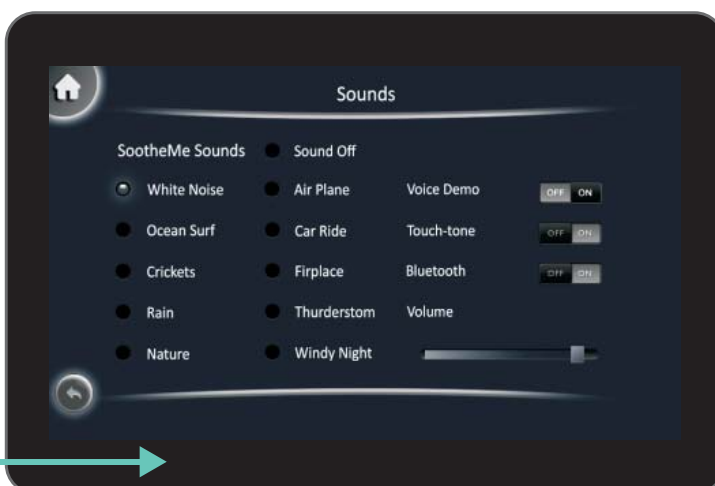 Sounds
SootheMe Sounds Sound Off
White Noise Air Plane Voice Demo OFF ON
Ocean Surf Car Ride Touch-tone OFF ON
Crickets Firplace Bluetooth OFF ON
Rain Thurderstom Volume
Nature Windy Night